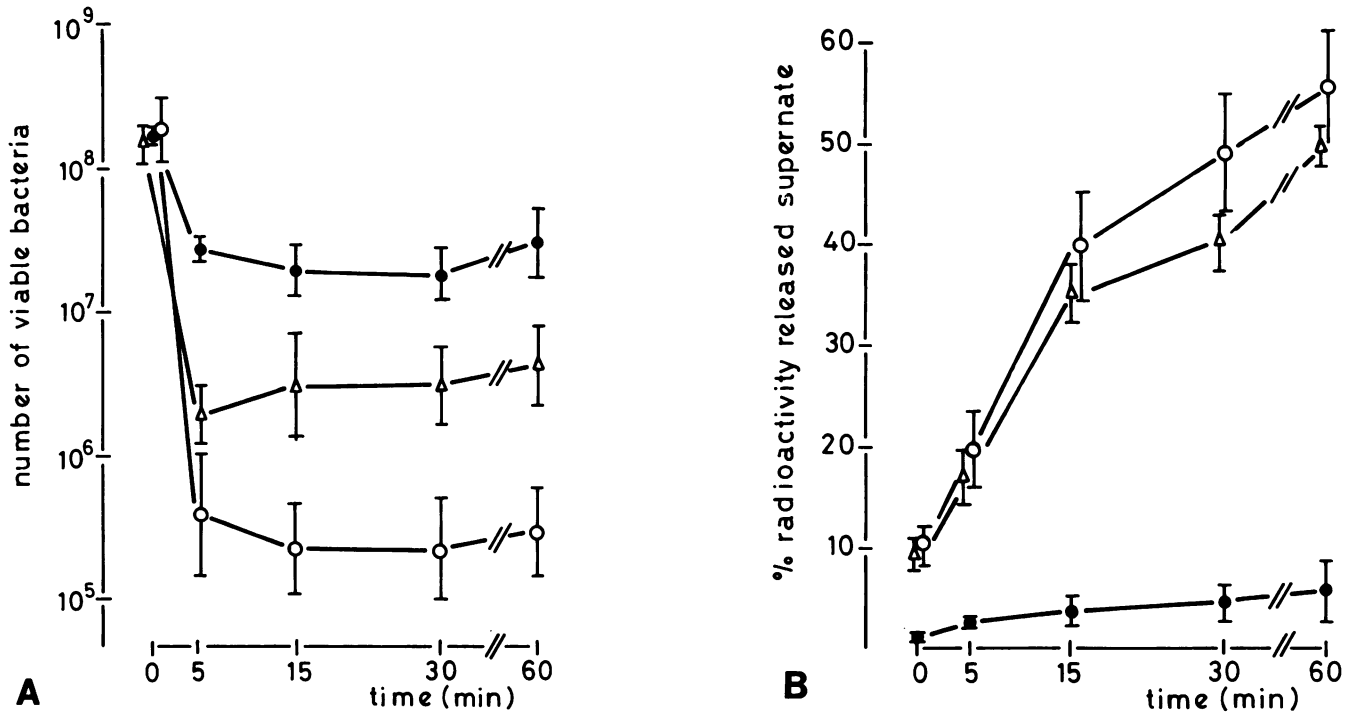 10⁹
10⁸
10⁷
10⁶
10⁵
number of viable bacteria
0 5 15 30 60
time (min)
A
60
50
40
30
20
10
% radioactivity released supernate
0 5 15 30 60
time (min)
B